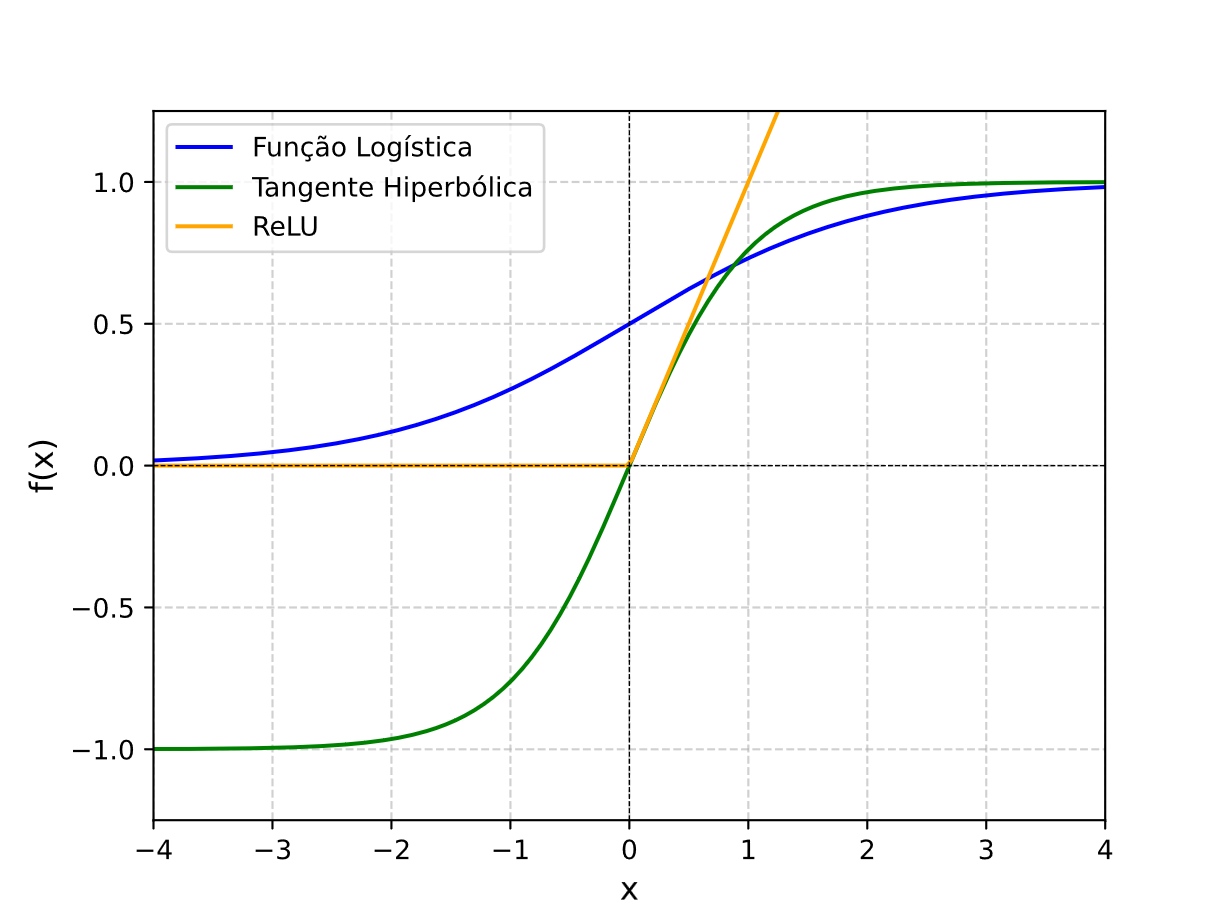 Função Logística
Tangente Hiperbólica
ReLU
1.0
0.5
0.0
−0.5
−1.0
f(x)
−4 −3 −2 −1 0 1 2 3 4
x